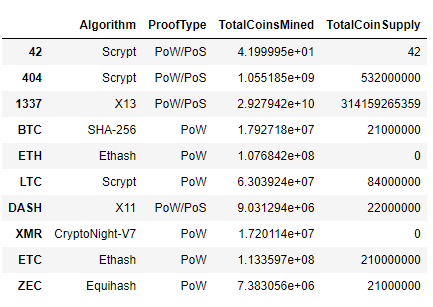 Algorithm ProofType TotalCoinsMined TotalCoinSupply
42 Scrypt PoW/PoS 4.199995e+01 42
404 Scrypt PoW/PoS 1.055185e+09 532000000
1337 X13 PoW/PoS 2.927942e+10 314159265359
BTC SHA-256 PoW 1.792718e+07 21000000
ETH Ethash PoW 1.076842e+08 0
LTC Scrypt PoW 6.303924e+07 84000000
DASH X11 PoW/PoS 9.031294e+06 22000000
XMR CryptoNight-V7 PoW 1.720114e+07 0
ETC Ethash PoW 1.133597e+08 210000000
ZEC Equihash PoW 7.383056e+06 21000000